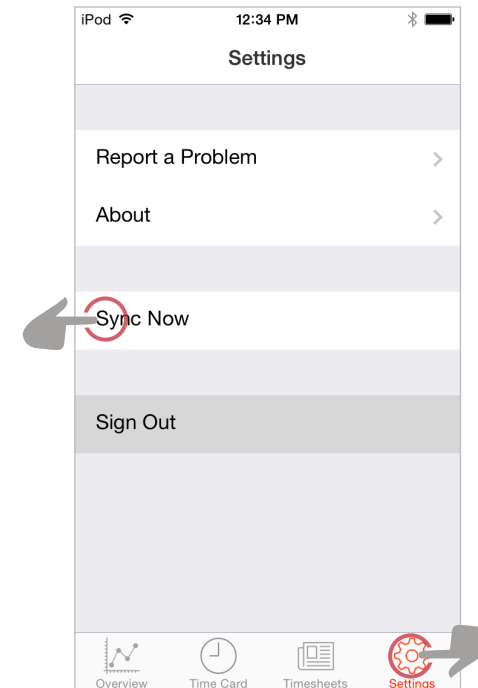 iPod 12:34 PM
Settings
Report a Problem
About
Sync Now
Sign Out
Overview Time Card Timesheets Settings